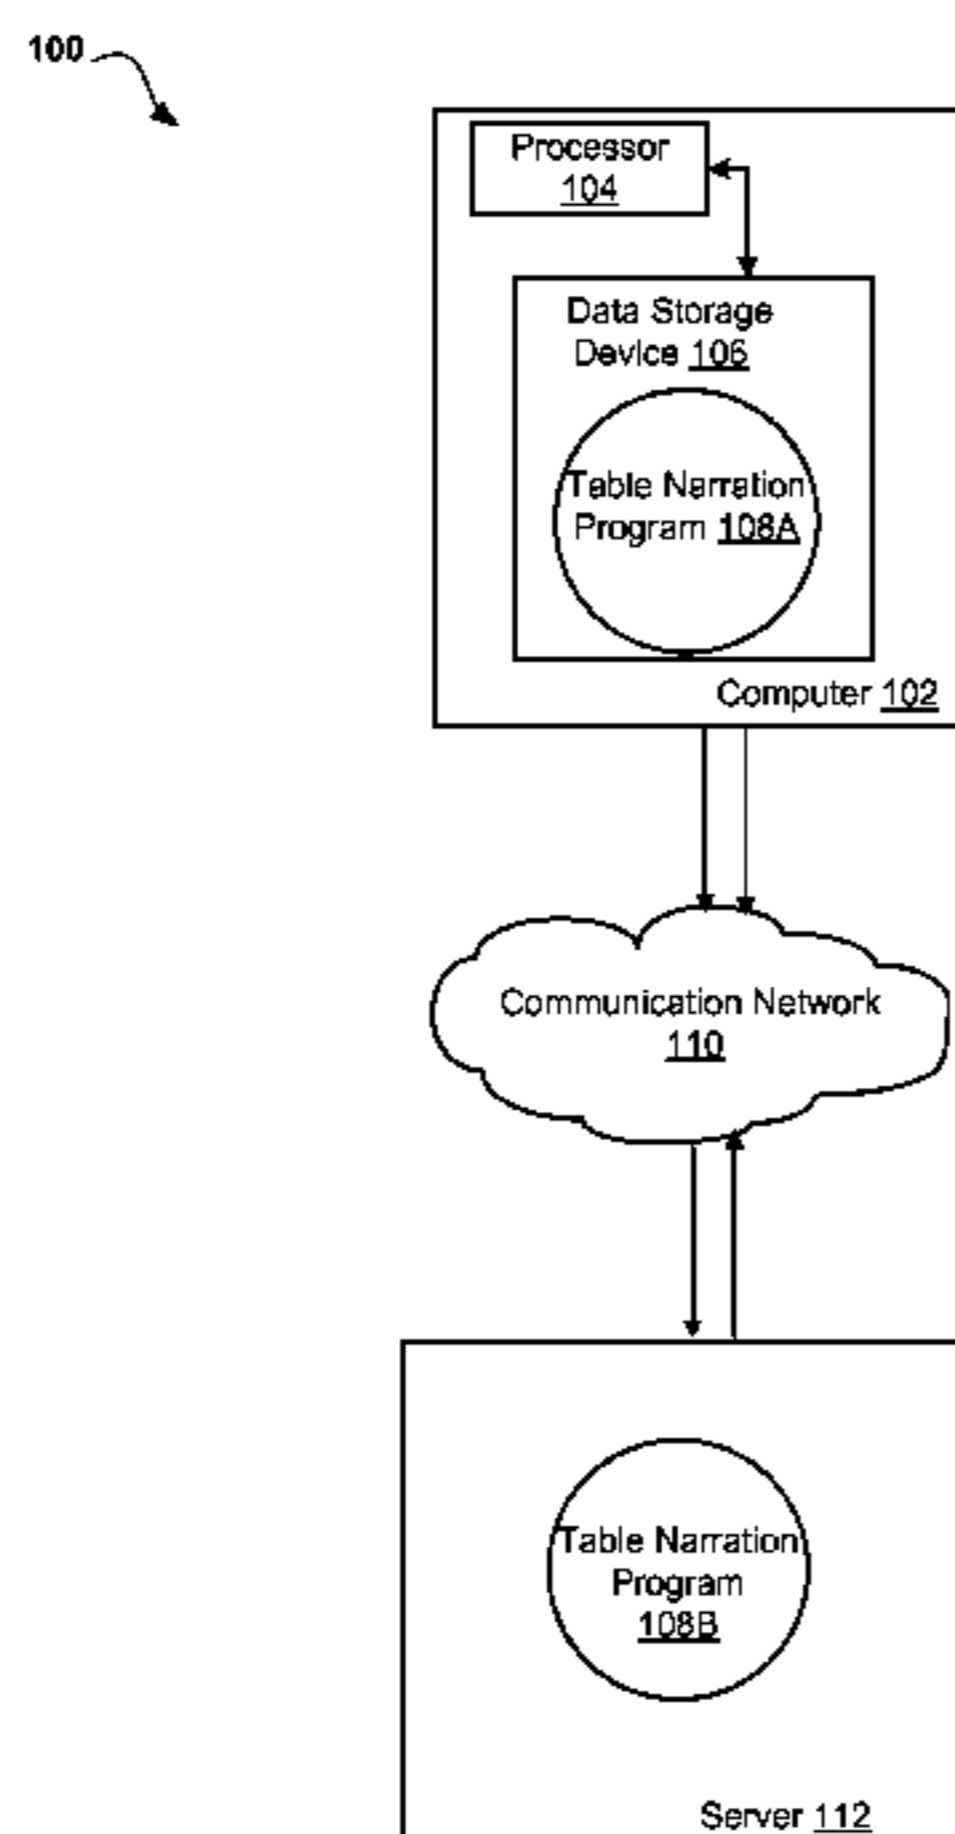 100
Processor
104
Data Storage
Device 106
Table Narration
Program 108A
Computer 102
Communication Network
110
Table Narration
Program
108B
Server 112